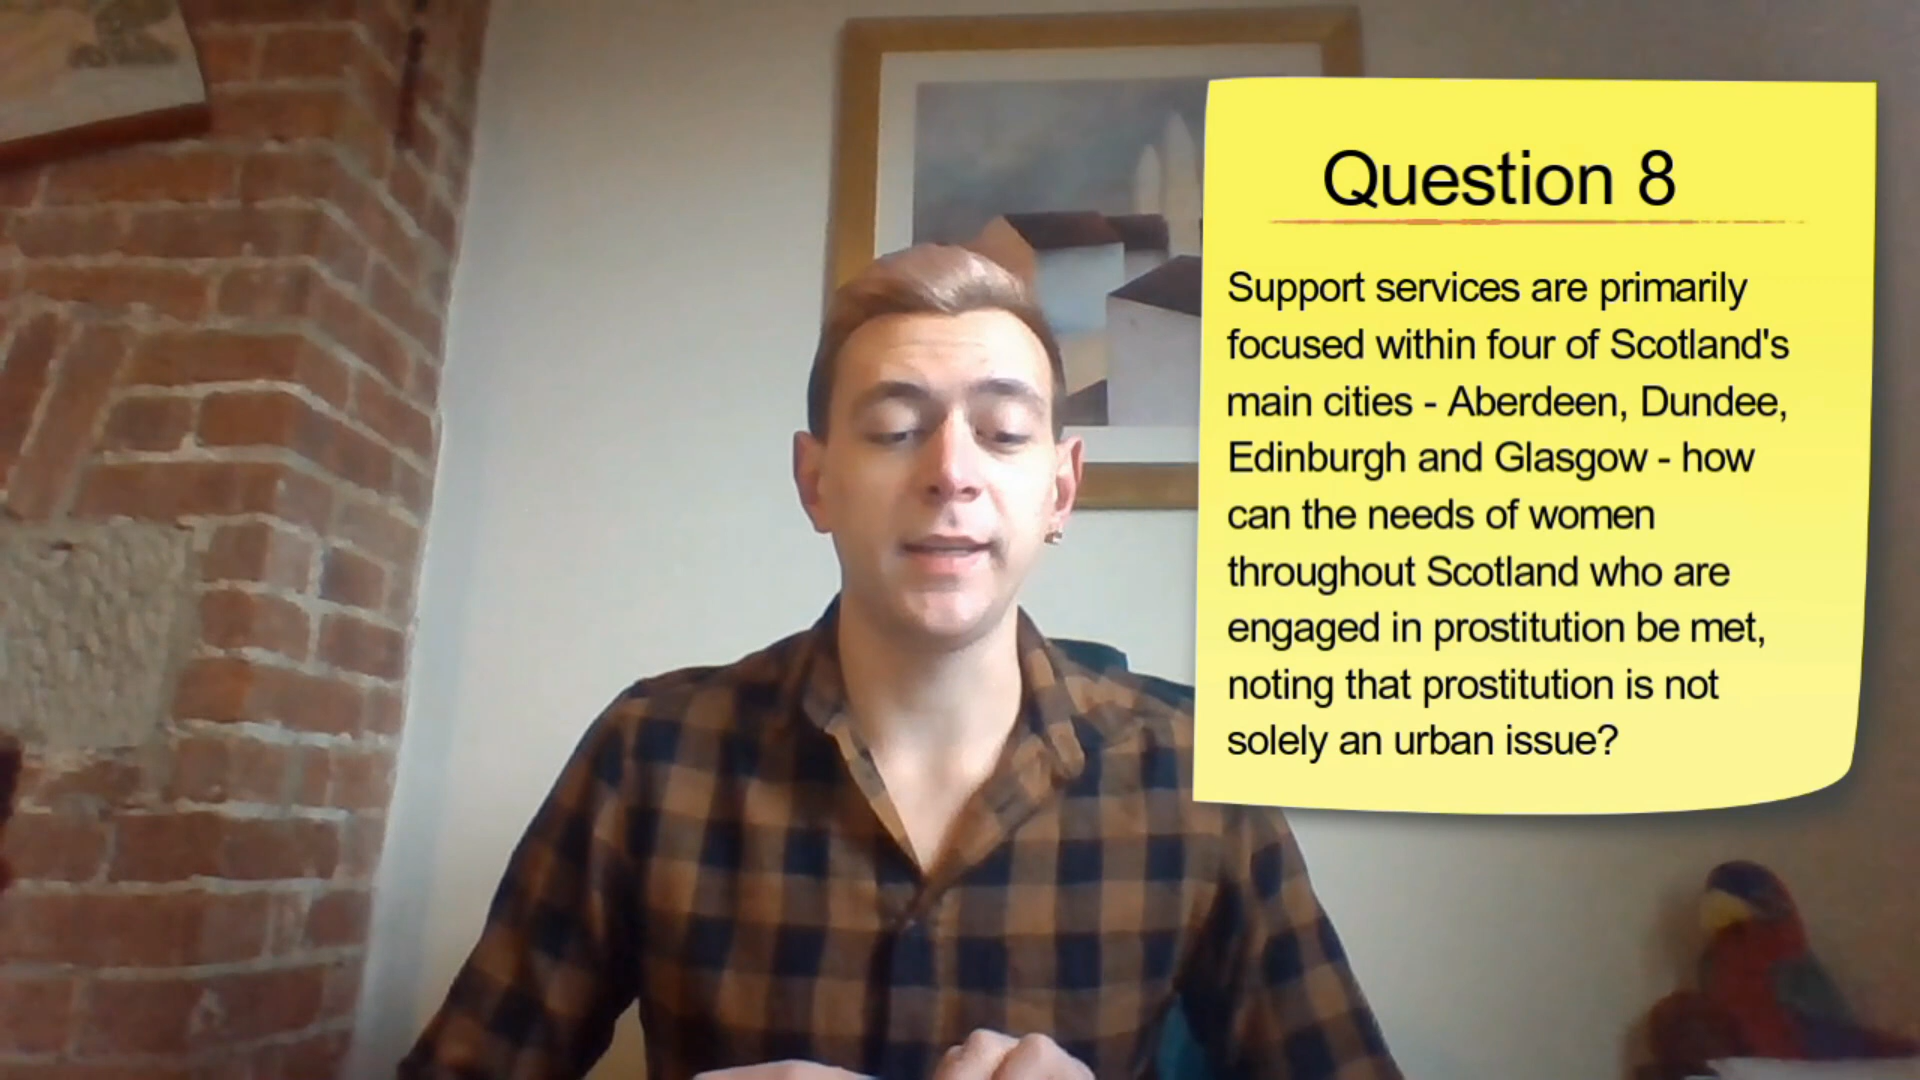 Question 8
Support services are primarily
focused within four of Scotland's
main cities - Aberdeen, Dundee,
Edinburgh and Glasgow - how
can the needs of women
throughout Scotland who are
engaged in prostitution be met,
noting that prostitution is not
solely an urban issue?